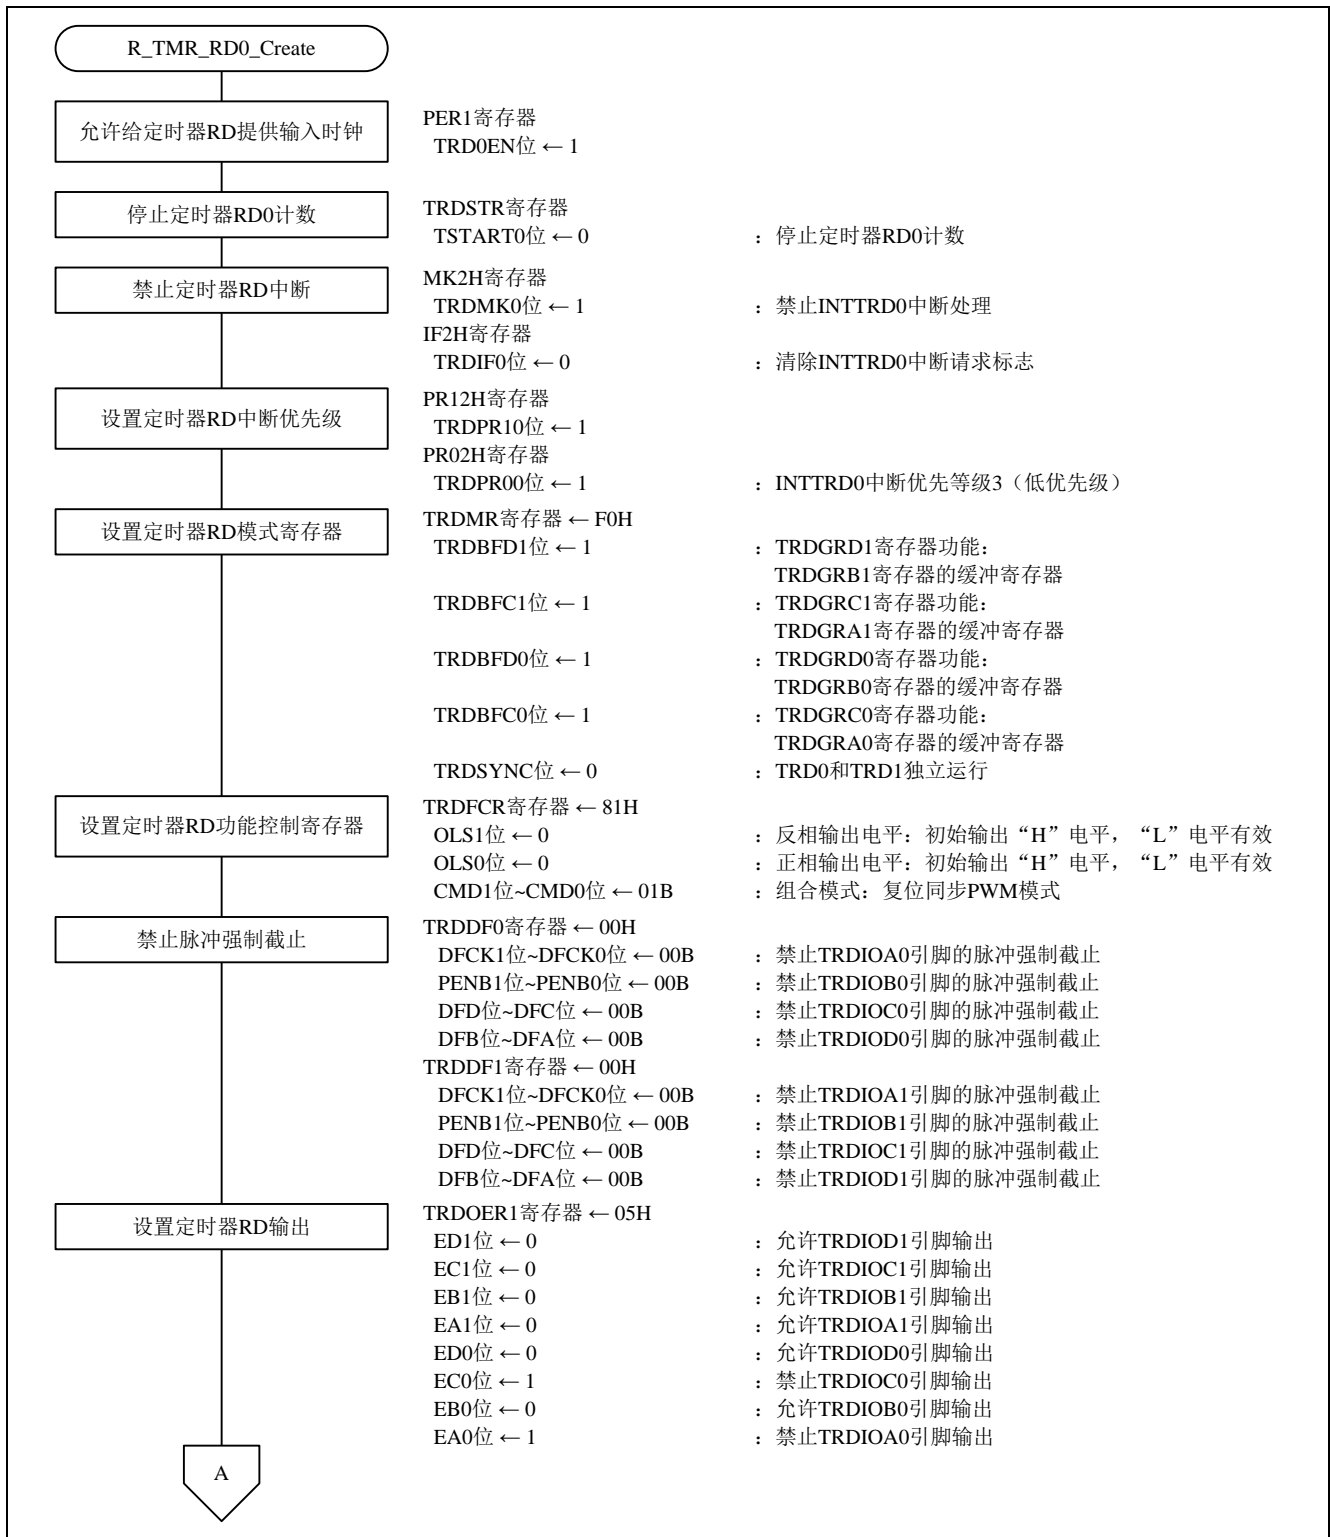 R_TMR_RD0_Create
允许给定时器RD提供输入时钟
PER1寄存器
TRD0EN位 ← 1
停止定时器RD0计数
TRDSTR寄存器
TSTART0位 ← 0 ：停止定时器RD0计数
禁止定时器RD中断
MK2H寄存器
TRDMK0位 ← 1 ：禁止INTTRD0中断处理
IF2H寄存器
TRDIF0位 ← 0 ：清除INTTRD0中断请求标志
设置定时器RD中断优先级
PR12H寄存器
TRDPR10位 ← 1
PR02H寄存器
TRDPR00位 ← 1 ：INTTRD0中断优先等级3（低优先级）
设置定时器RD模式寄存器
TRDMR寄存器 ← F0H
TRDBFD1位 ← 1 ：TRDGRD1寄存器功能：
TRDGRB1寄存器的缓冲寄存器
TRDBFC1位 ← 1 ：TRDGRC1寄存器功能：
TRDGRA1寄存器的缓冲寄存器
TRDBFD0位 ← 1 ：TRDGRD0寄存器功能：
TRDGRB0寄存器的缓冲寄存器
TRDBFC0位 ← 1 ：TRDGRC0寄存器功能：
TRDGRA0寄存器的缓冲寄存器
TRDSYNC位 ← 0 ：TRD0和TRD1独立运行
设置定时器RD功能控制寄存器
TRDFCR寄存器 ← 81H
OLS1位 ← 0 ：反相输出电平：初始输出“H”电平，“L”电平有效
OLS0位 ← 0 ：正相输出电平：初始输出“H”电平，“L”电平有效
CMD1位~CMD0位 ← 01B ：组合模式：复位同步PWM模式
禁止脉冲强制截止
TRDDF0寄存器 ← 00H
DFCK1位~DFCK0位 ← 00B ：禁止TRDIOA0引脚的脉冲强制截止
PENB1位~PENB0位 ← 00B ：禁止TRDIOB0引脚的脉冲强制截止
DFD位~DFC位 ← 00B ：禁止TRDIOC0引脚的脉冲强制截止
DFB位~DFA位 ← 00B ：禁止TRDIOD0引脚的脉冲强制截止
TRDDF1寄存器 ← 00H
DFCK1位~DFCK0位 ← 00B ：禁止TRDIOA1引脚的脉冲强制截止
PENB1位~PENB0位 ← 00B ：禁止TRDIOB1引脚的脉冲强制截止
DFD位~DFC位 ← 00B ：禁止TRDIOC1引脚的脉冲强制截止
DFB位~DFA位 ← 00B ：禁止TRDIOD1引脚的脉冲强制截止
设置定时器RD输出
TRDOER1寄存器 ← 05H
ED1位 ← 0 ：允许TRDIOD1引脚输出
EC1位 ← 0 ：允许TRDIOC1引脚输出
EB1位 ← 0 ：允许TRDIOB1引脚输出
EA1位 ← 0 ：允许TRDIOA1引脚输出
ED0位 ← 0 ：允许TRDIOD0引脚输出
EC0位 ← 1 ：禁止TRDIOC0引脚输出
EB0位 ← 0 ：允许TRDIOB0引脚输出
EA0位 ← 1 ：禁止TRDIOA0引脚输出
A